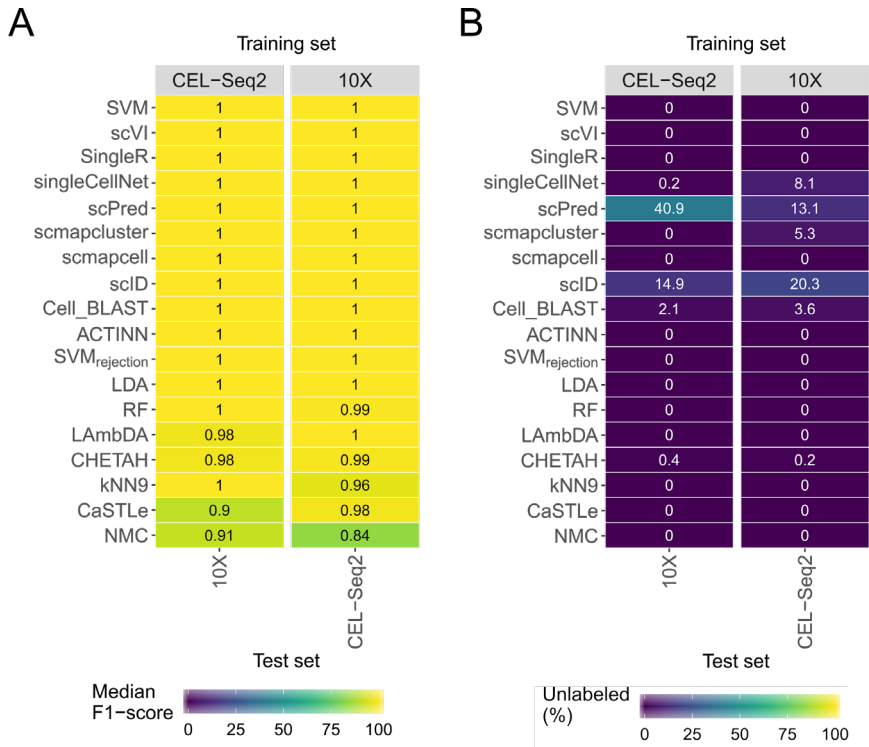 A
Training set
CEL−Seq2 10X
SVM 1 1
scVI 1 1
SingleR 1 1
singleCellNet 1 1
scPred 1 1
scmapcluster 1 1
scmapcell 1 1
scID 1 1
Cell_BLAST 1 1
ACTINN 1 1
SVMrejection 1 1
LDA 1 1
RF 1 0.99
LAmbDA 0.98 1
CHETAH 0.98 0.99
kNN9 1 0.96
CaSTLe 0.9 0.98
NMC 0.91 0.84
10X CEL−Seq2
Test set
Median
F1−score
0 25 50 75 100
B
Training set
CEL−Seq2 10X
SVM 0 0
scVI 0 0
SingleR 0 0
singleCellNet 0.2 8.1
scPred 40.9 13.1
scmapcluster 0 5.3
scmapcell 0 0
scID 14.9 20.3
Cell_BLAST 2.1 3.6
ACTINN 0 0
SVMrejection 0 0
LDA 0 0
RF 0 0
LAmbDA 0 0
CHETAH 0.4 0.2
kNN9 0 0
CaSTLe 0 0
NMC 0 0
10X CEL−Seq2
Test set
Unlabeled
(%)
0 25 50 75 100